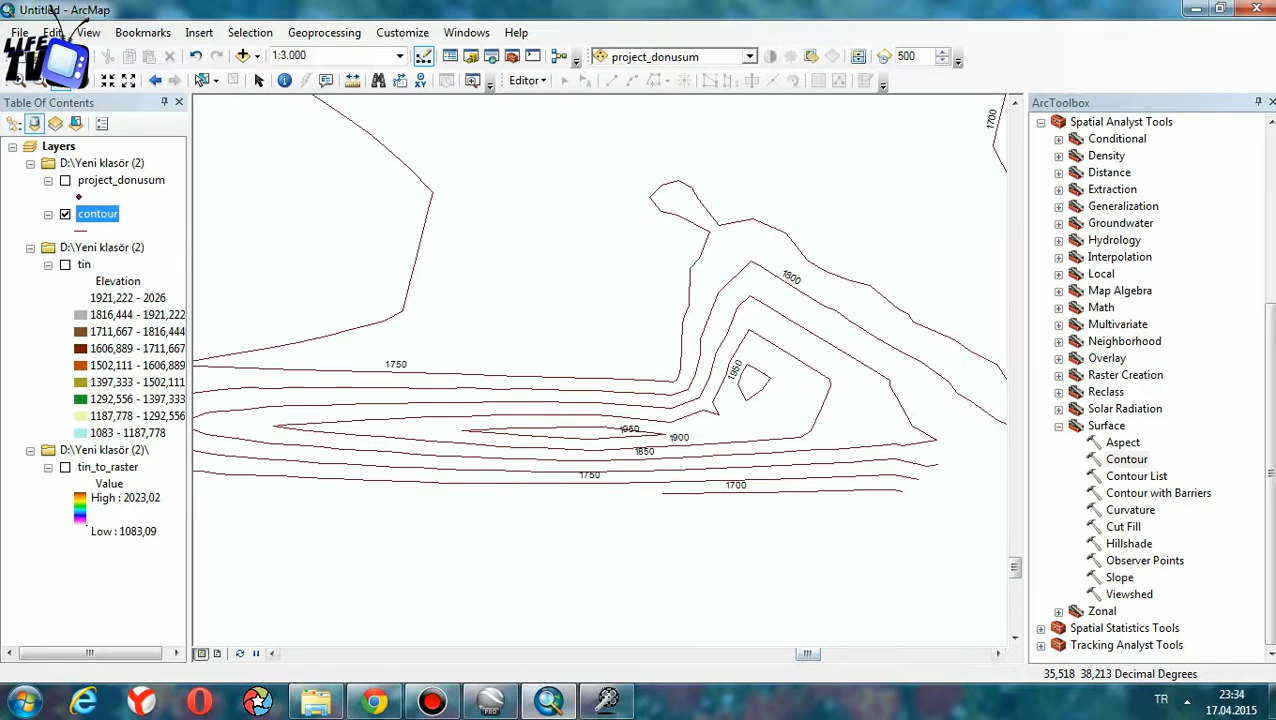 Untitled - ArcMap
File Edit View Bookmarks Insert Selection Geoprocessing Customize Windows Help
LIFE TV
1:3.000
project_donusum
500
Editor
Table Of Contents
ArcToolbox
Layers
D:\Yeni klasör (2)
project_donusum
contour
D:\Yeni klasör (2)
tin
Elevation
1921,222 - 2026
1816,444 - 1921,222
1711,667 - 1816,444
1606,889 - 1711,667
1502,111 - 1606,889
1397,333 - 1502,111
1292,556 - 1397,333
1187,778 - 1292,556
1083 - 1187,778
D:\Yeni klasör (2)\
tin_to_raster
Value
High : 2023,02
Low : 1083,09
1700
1800
1750
1950
1950
1900
1850
1750
1700
Spatial Analyst Tools
Conditional
Density
Distance
Extraction
Generalization
Groundwater
Hydrology
Interpolation
Local
Map Algebra
Math
Multivariate
Neighborhood
Overlay
Raster Creation
Reclass
Solar Radiation
Surface
Aspect
Contour
Contour List
Contour with Barriers
Curvature
Cut Fill
Hillshade
Observer Points
Slope
Viewshed
Zonal
Spatial Statistics Tools
Tracking Analyst Tools
35,518 38,213 Decimal Degrees
TR
23:34
17.04.2015